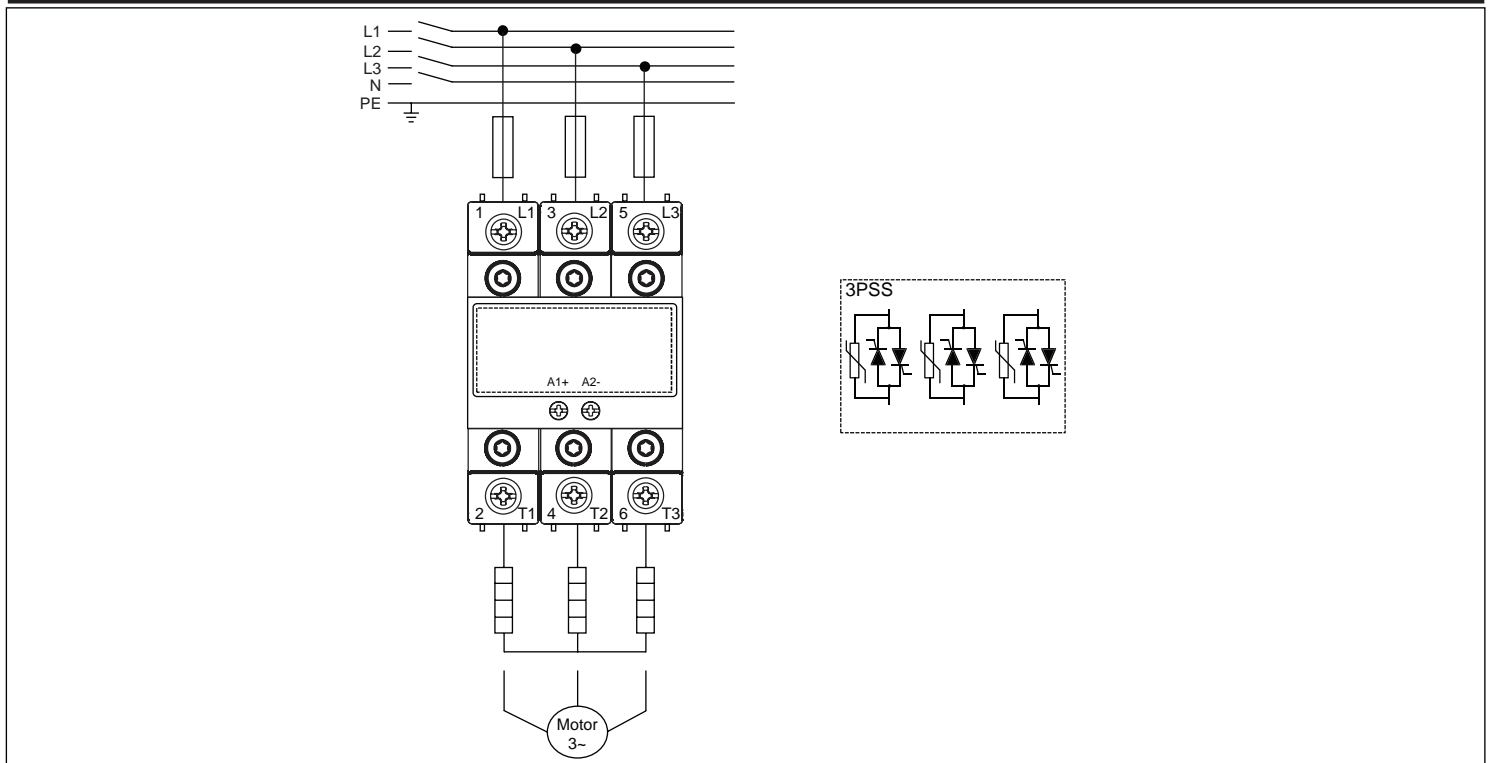 L1
L2
L3
N
PE
1 L1 3 L2 5 L3
3PSS
A1+ A2-
2 T1 4 T2 6 T3
Motor
3~